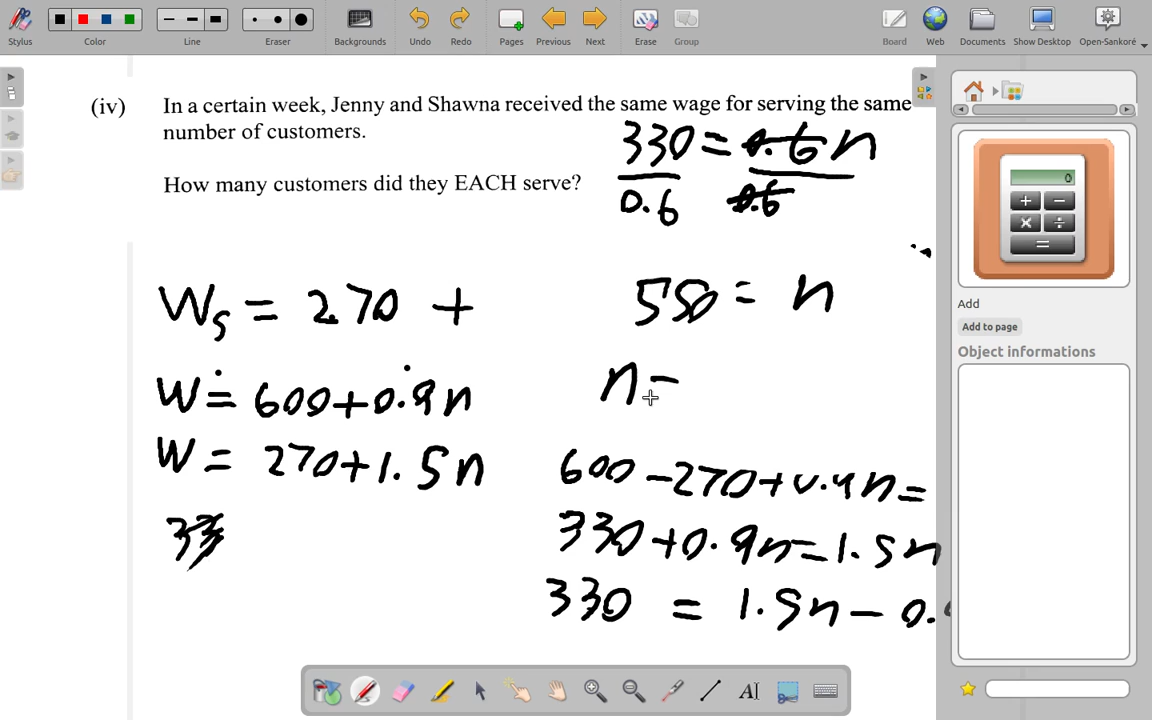 Stylus
Color
Line
Eraser
Backgrounds
Undo
Redo
Pages
Previous
Next
Erase
Group
Board
Web
Documents
Show Desktop
Open-Sankoré
(iv) In a certain week, Jenny and Shawna received the same wage for serving the same
number of customers.
330 = 0.6 n
How many customers did they EACH serve?
0.6 0.6
Ws = 270 +
550 = n
W = 600+0.9n
n =
W = 270+1.5n
600 -270+0.9n=
33
330+0.9n=1.5n
330 = 1.5n - 0.
0
+
−
×
÷
=
Add
Add to page
Object informations
AI